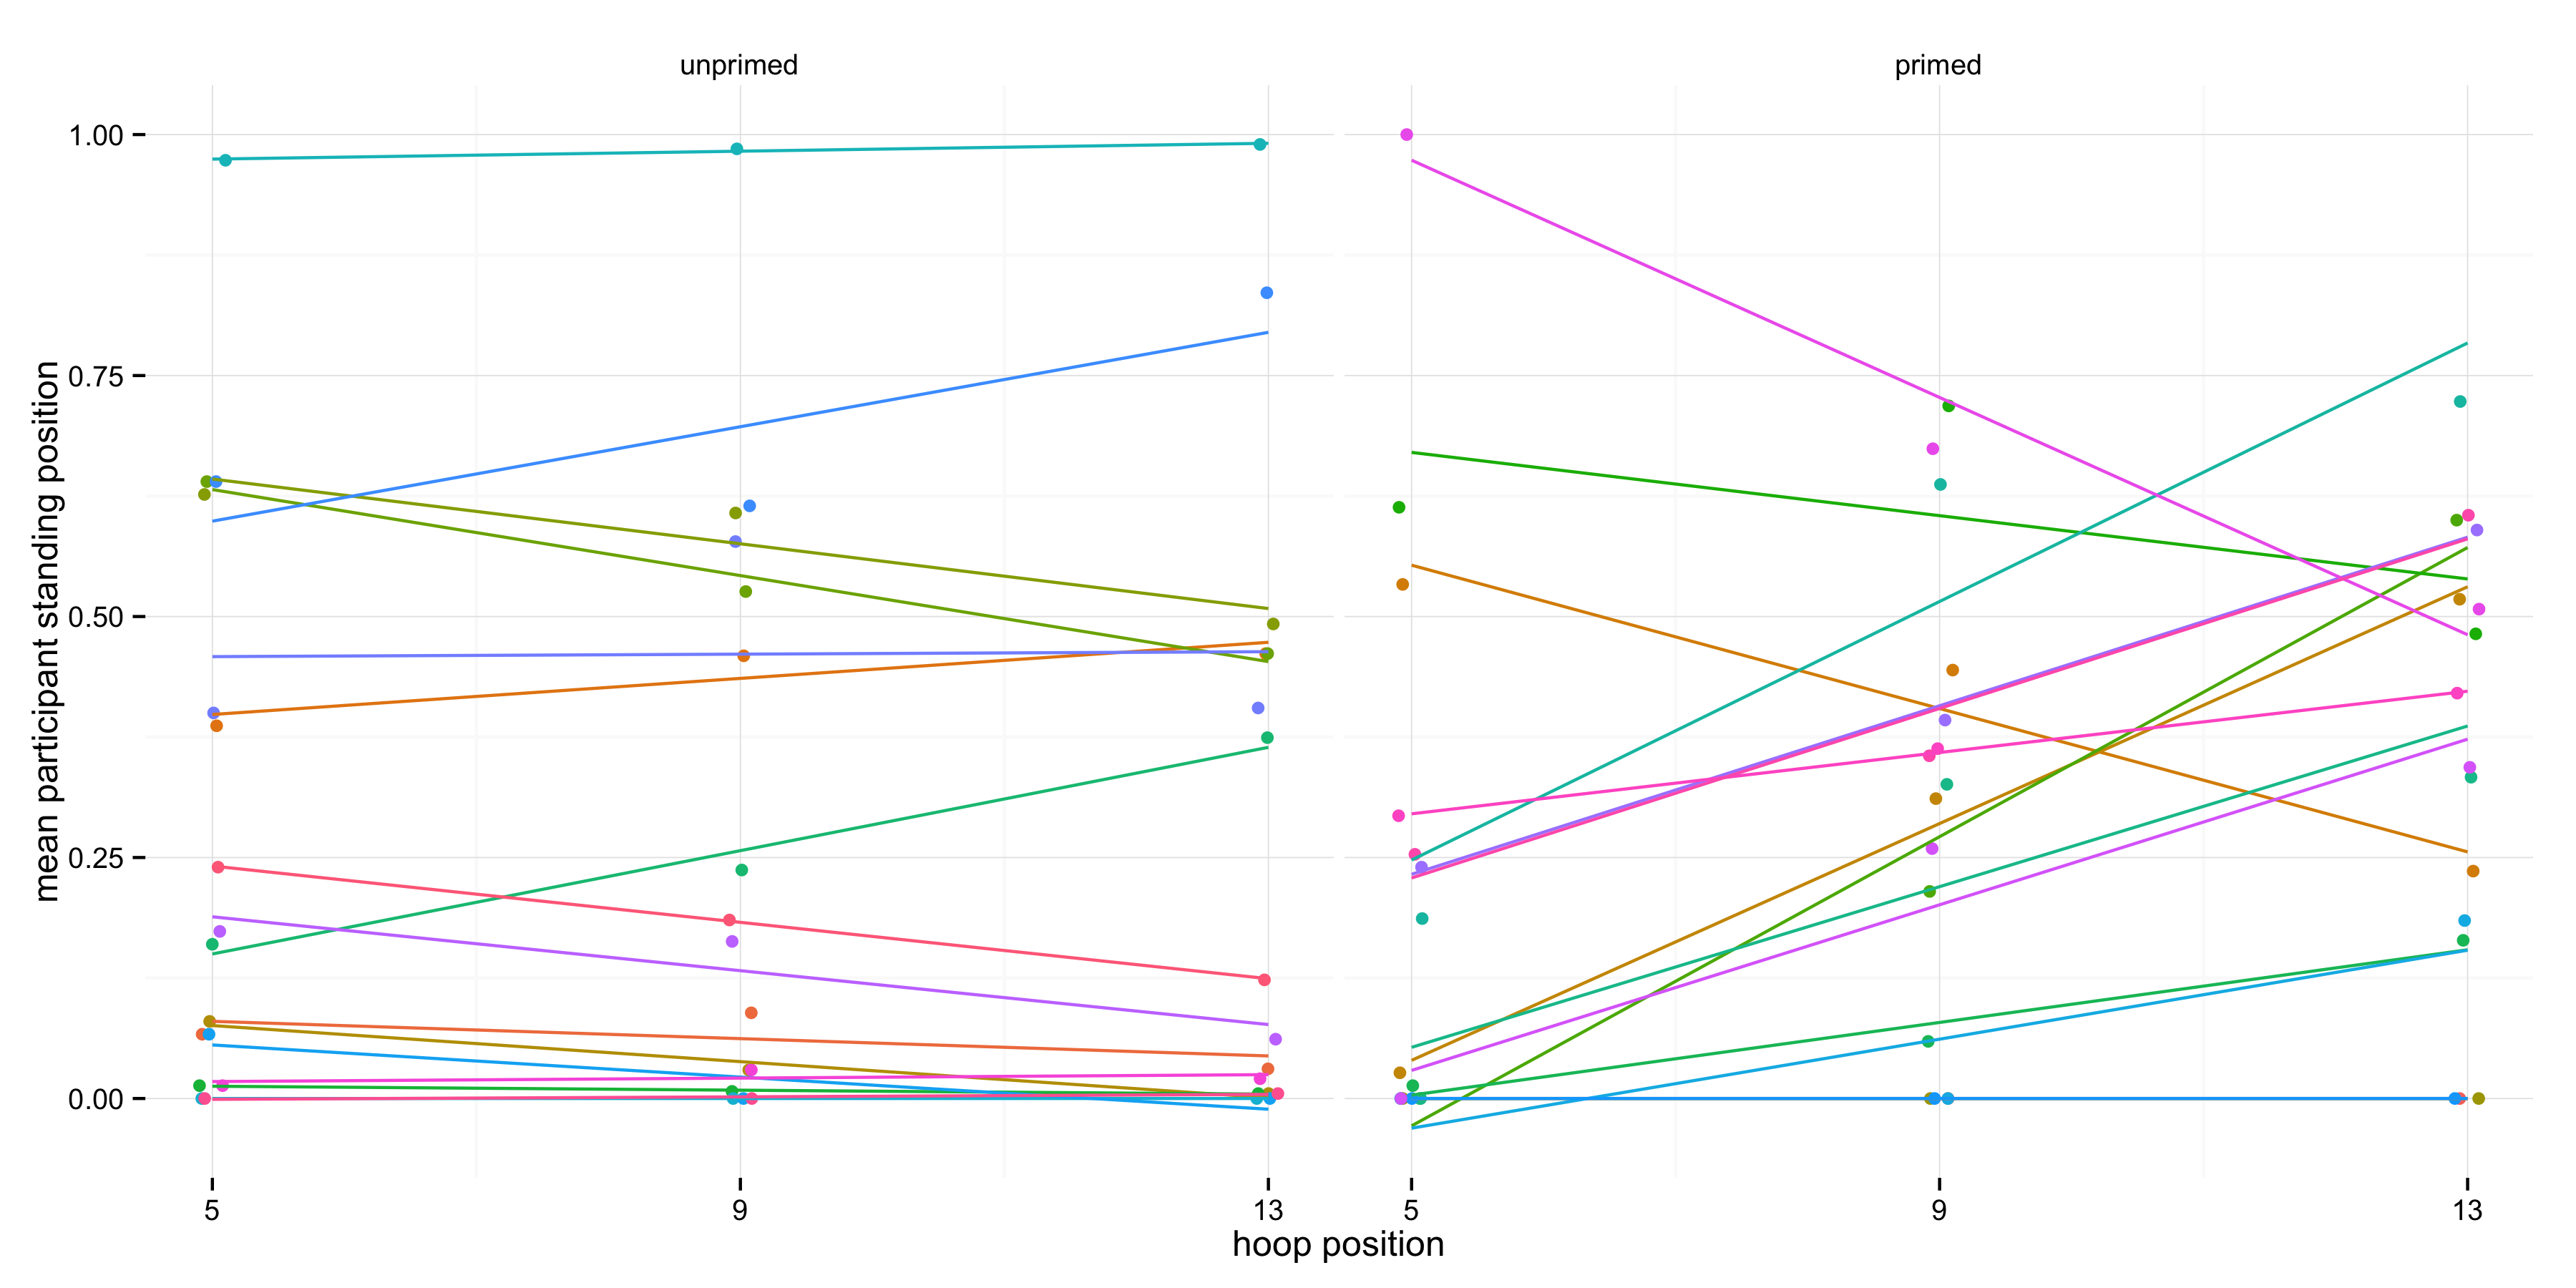 unprimed
primed
mean participant standing position
1.00
0.75
0.50
0.25
0.00
5
9
13
5
9
13
hoop position